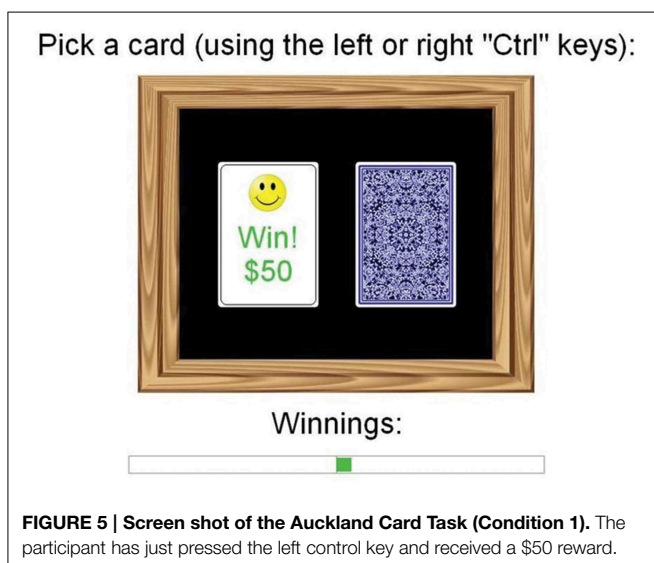 Pick a card (using the left or right "Ctrl" keys):
Win!
$50
Winnings:
FIGURE 5 | Screen shot of the Auckland Card Task (Condition 1). The
participant has just pressed the left control key and received a $50 reward.